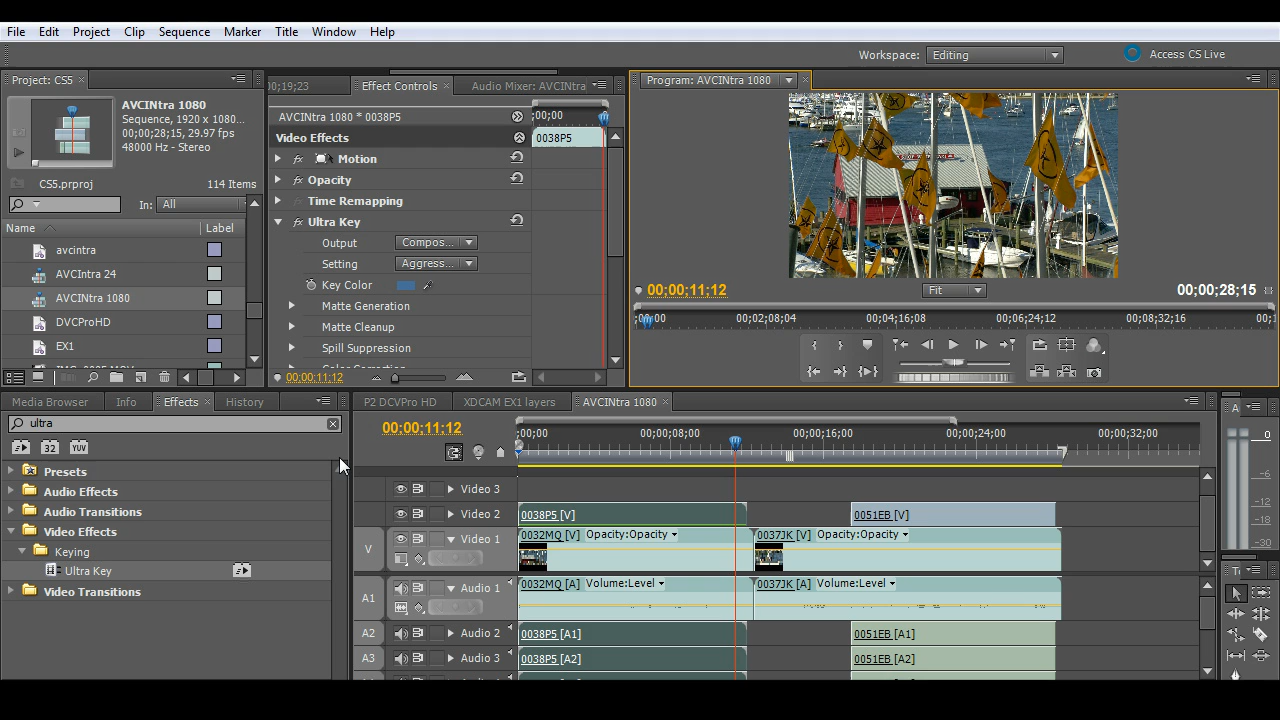 File Edit Project Clip Sequence Marker Title Window Help
Workspace: Editing Access CS Live
Project: CS5
AVCINtra 1080
Sequence, 1920 x 1080...
00;00;28;15, 29.97 fps
48000 Hz - Stereo
CS5.prproj 114 Items
In: All
Name Label
avcintra
AVCIntra 24
AVCINtra 1080
DVCProHD
EX1
;00;19;23 Effect Controls Audio Mixer: AVCINtra
AVCINtra 1080 * 0038P5 ;00;00
Video Effects 0038P5
fx Motion
fx Opacity
Time Remapping
fx Ultra Key
Output Compos...
Setting Aggress...
Key Color
Matte Generation
Matte Cleanup
Spill Suppression
00;00;11;12
Program: AVCINtra 1080
00;00;11;12 Fit 00;00;28;15
;00;00 00;02;08;04 00;04;16;08 00;06;24;12 00;08;32;16 00;1
Media Browser Info Effects History
ultra
32 YUV
Presets
Audio Effects
Audio Transitions
Video Effects
Keying
Ultra Key
Video Transitions
P2 DCVPro HD XDCAM EX1 layers AVCINtra 1080
00;00;11;12
;00;00 00;00;08;00 00;00;16;00 00;00;24;00 00;00;32;00
Video 3
Video 2 0038P5 [V] 0051EB [V]
V Video 1 0032MQ [V] Opacity:Opacity 0037JK [V] Opacity:Opacity
A1 Audio 1 0032MQ [A] Volume:Level 0037JK [A] Volume:Level
A2 Audio 2 0038P5 [A1] 0051EB [A1]
A3 Audio 3 0038P5 [A2] 0051EB [A2]
A
0
-6
-12
-30
To